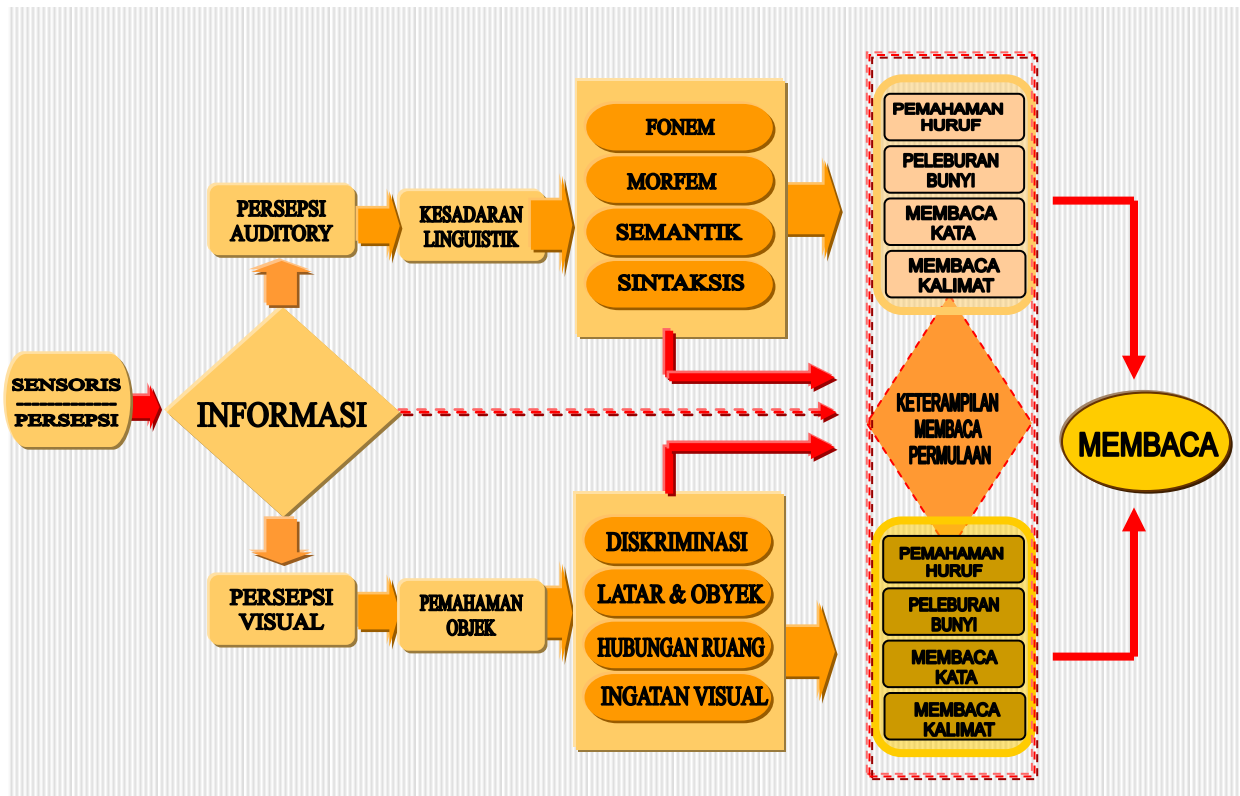 SENSORIS
PERSEPSI
INFORMASI
PERSEPSI
AUDITORY
KESADARAN
LINGUISTIK
FONEM
MORFEM
SEMANTIK
SINTAKSIS
PERSEPSI
VISUAL
PEMAHAMAN
OBJEK
DISKRIMINASI
LATAR & OBYEK
HUBUNGAN RUANG
INGATAN VISUAL
PEMAHAMAN
HURUF
PELEBURAN
BUNYI
MEMBACA
KATA
MEMBACA
KALIMAT
KETERAMPILAN
MEMBACA
PERMULAAN
PEMAHAMAN
HURUF
PELEBURAN
BUNYI
MEMBACA
KATA
MEMBACA
KALIMAT
MEMBACA